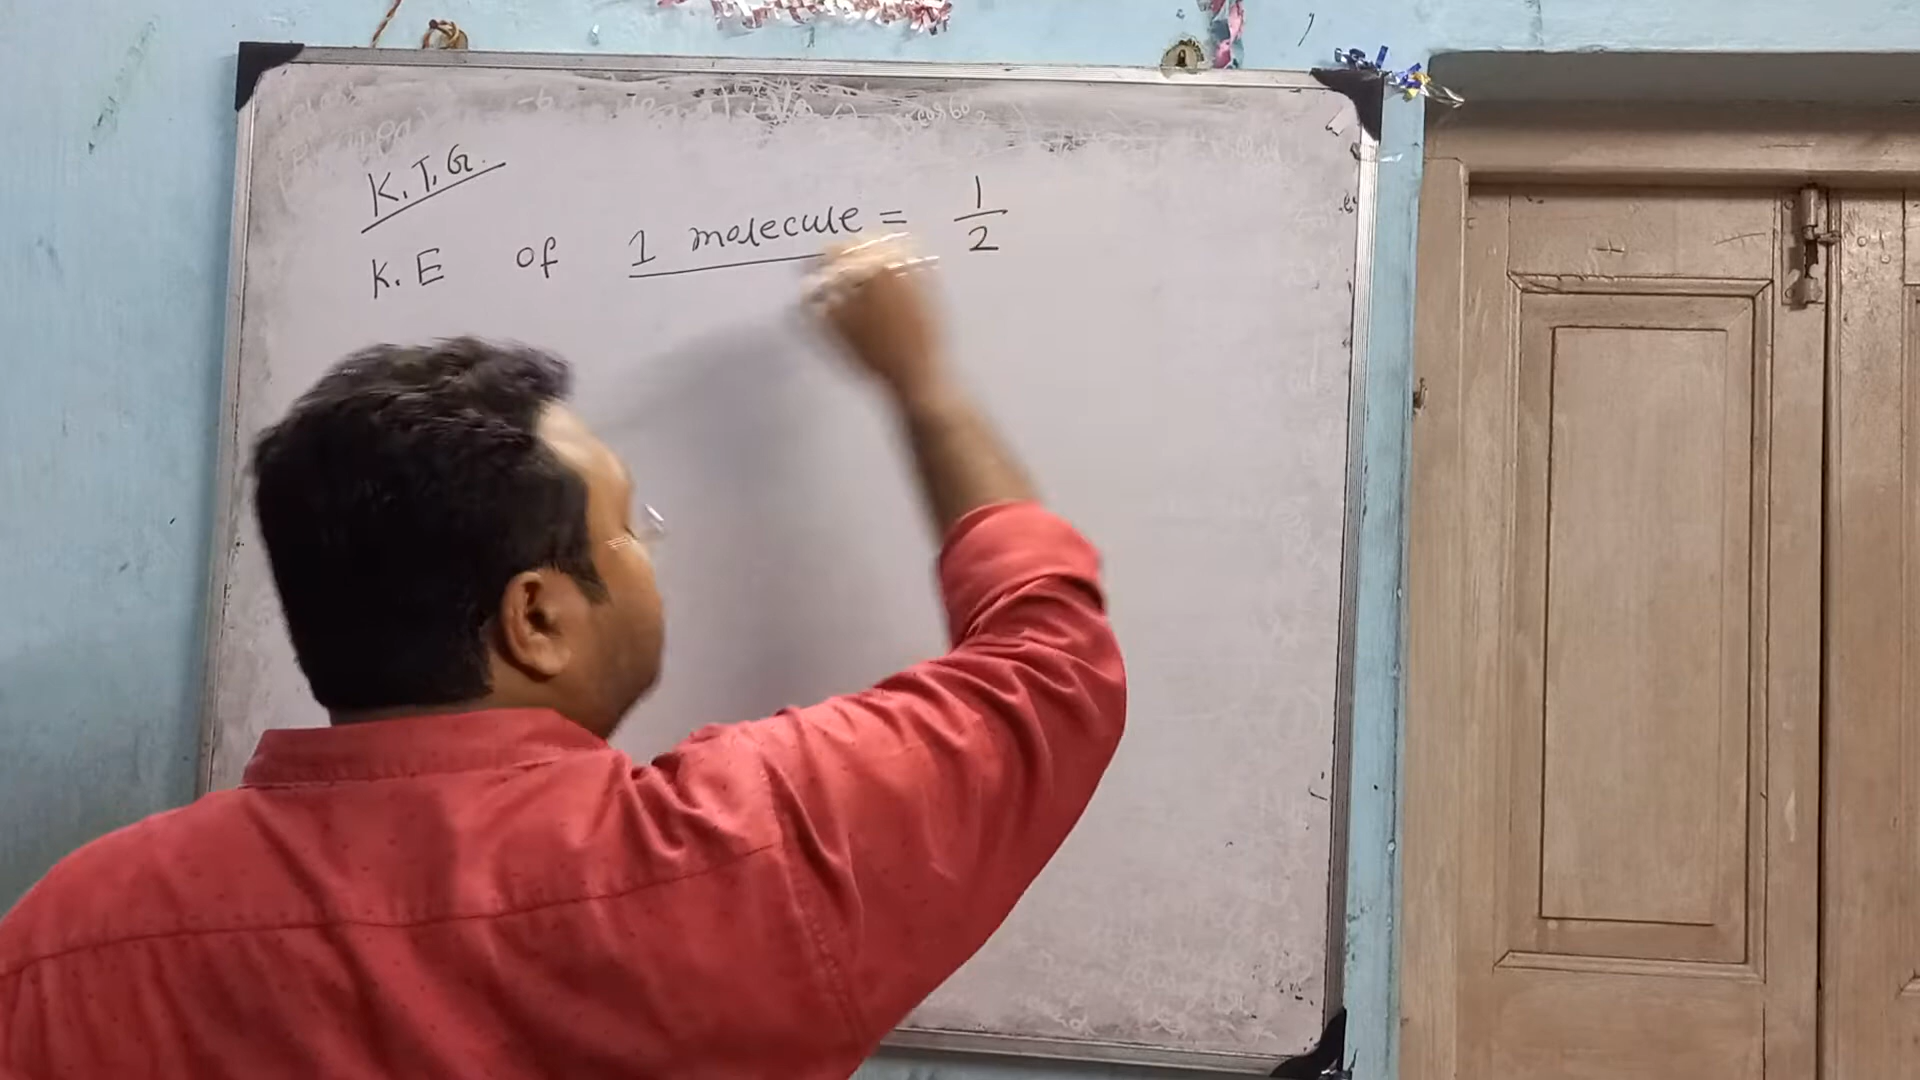 K.T.G.
K.E of 1 molecule = 1/2